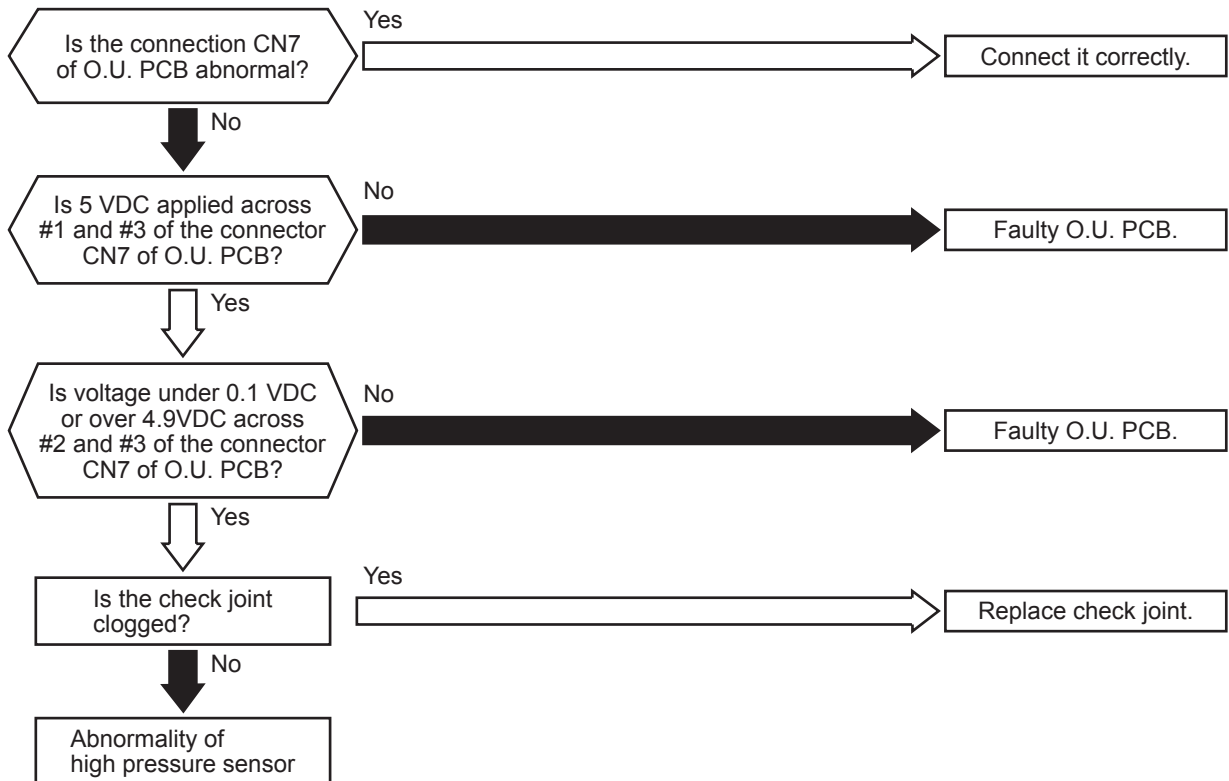 Yes
Is the connection CN7
of O.U. PCB abnormal?
Connect it correctly.
No
Is 5 VDC applied across
#1 and #3 of the connector
CN7 of O.U. PCB?
No
Faulty O.U. PCB.
Yes
Is voltage under 0.1 VDC
or over 4.9VDC across
#2 and #3 of the connector
CN7 of O.U. PCB?
No
Faulty O.U. PCB.
Yes
Is the check joint
clogged?
Yes
Replace check joint.
No
Abnormality of
high pressure sensor